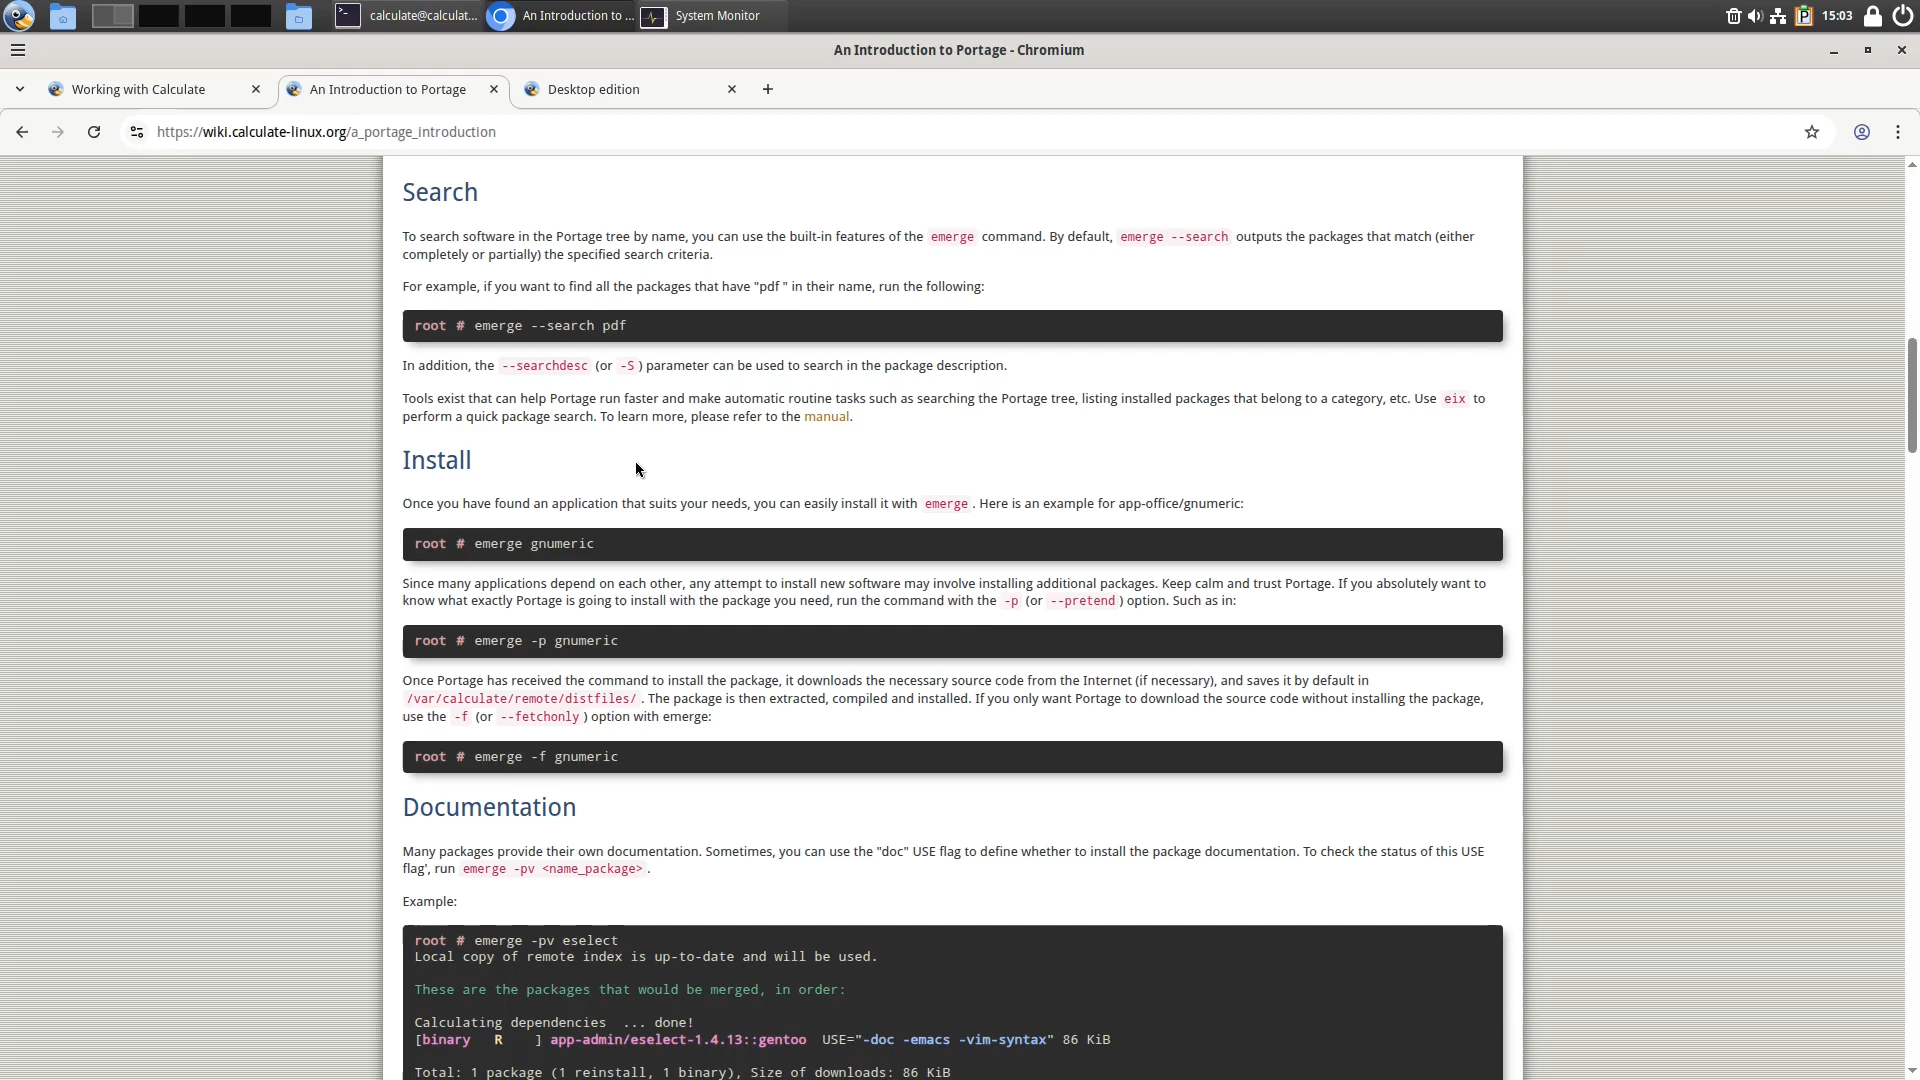 calculate@calculat...
An Introduction to ...
System Monitor
15:03
An Introduction to Portage - Chromium
Working with Calculate
An Introduction to Portage
Desktop edition
https://wiki.calculate-linux.org/a_portage_introduction
Search
To search software in the Portage tree by name, you can use the built-in features of the emerge command. By default, emerge --search outputs the packages that match (either
completely or partially) the specified search criteria.
For example, if you want to find all the packages that have "pdf " in their name, run the following:
root # emerge --search pdf
In addition, the --searchdesc (or -S ) parameter can be used to search in the package description.
Tools exist that can help Portage run faster and make automatic routine tasks such as searching the Portage tree, listing installed packages that belong to a category, etc. Use eix to
perform a quick package search. To learn more, please refer to the manual.
Install
Once you have found an application that suits your needs, you can easily install it with emerge . Here is an example for app-office/gnumeric:
root # emerge gnumeric
Since many applications depend on each other, any attempt to install new software may involve installing additional packages. Keep calm and trust Portage. If you absolutely want to
know what exactly Portage is going to install with the package you need, run the command with the -p (or --pretend ) option. Such as in:
root # emerge -p gnumeric
Once Portage has received the command to install the package, it downloads the necessary source code from the Internet (if necessary), and saves it by default in
/var/calculate/remote/distfiles/ . The package is then extracted, compiled and installed. If you only want Portage to download the source code without installing the package,
use the -f (or --fetchonly ) option with emerge:
root # emerge -f gnumeric
Documentation
Many packages provide their own documentation. Sometimes, you can use the "doc" USE flag to define whether to install the package documentation. To check the status of this USE
flag', run emerge -pv <name_package> .
Example:
root # emerge -pv eselect
Local copy of remote index is up-to-date and will be used.
These are the packages that would be merged, in order:
Calculating dependencies  ... done!
[binary   R    ] app-admin/eselect-1.4.13::gentoo  USE="-doc -emacs -vim-syntax" 86 KiB
Total: 1 package (1 reinstall, 1 binary), Size of downloads: 86 KiB